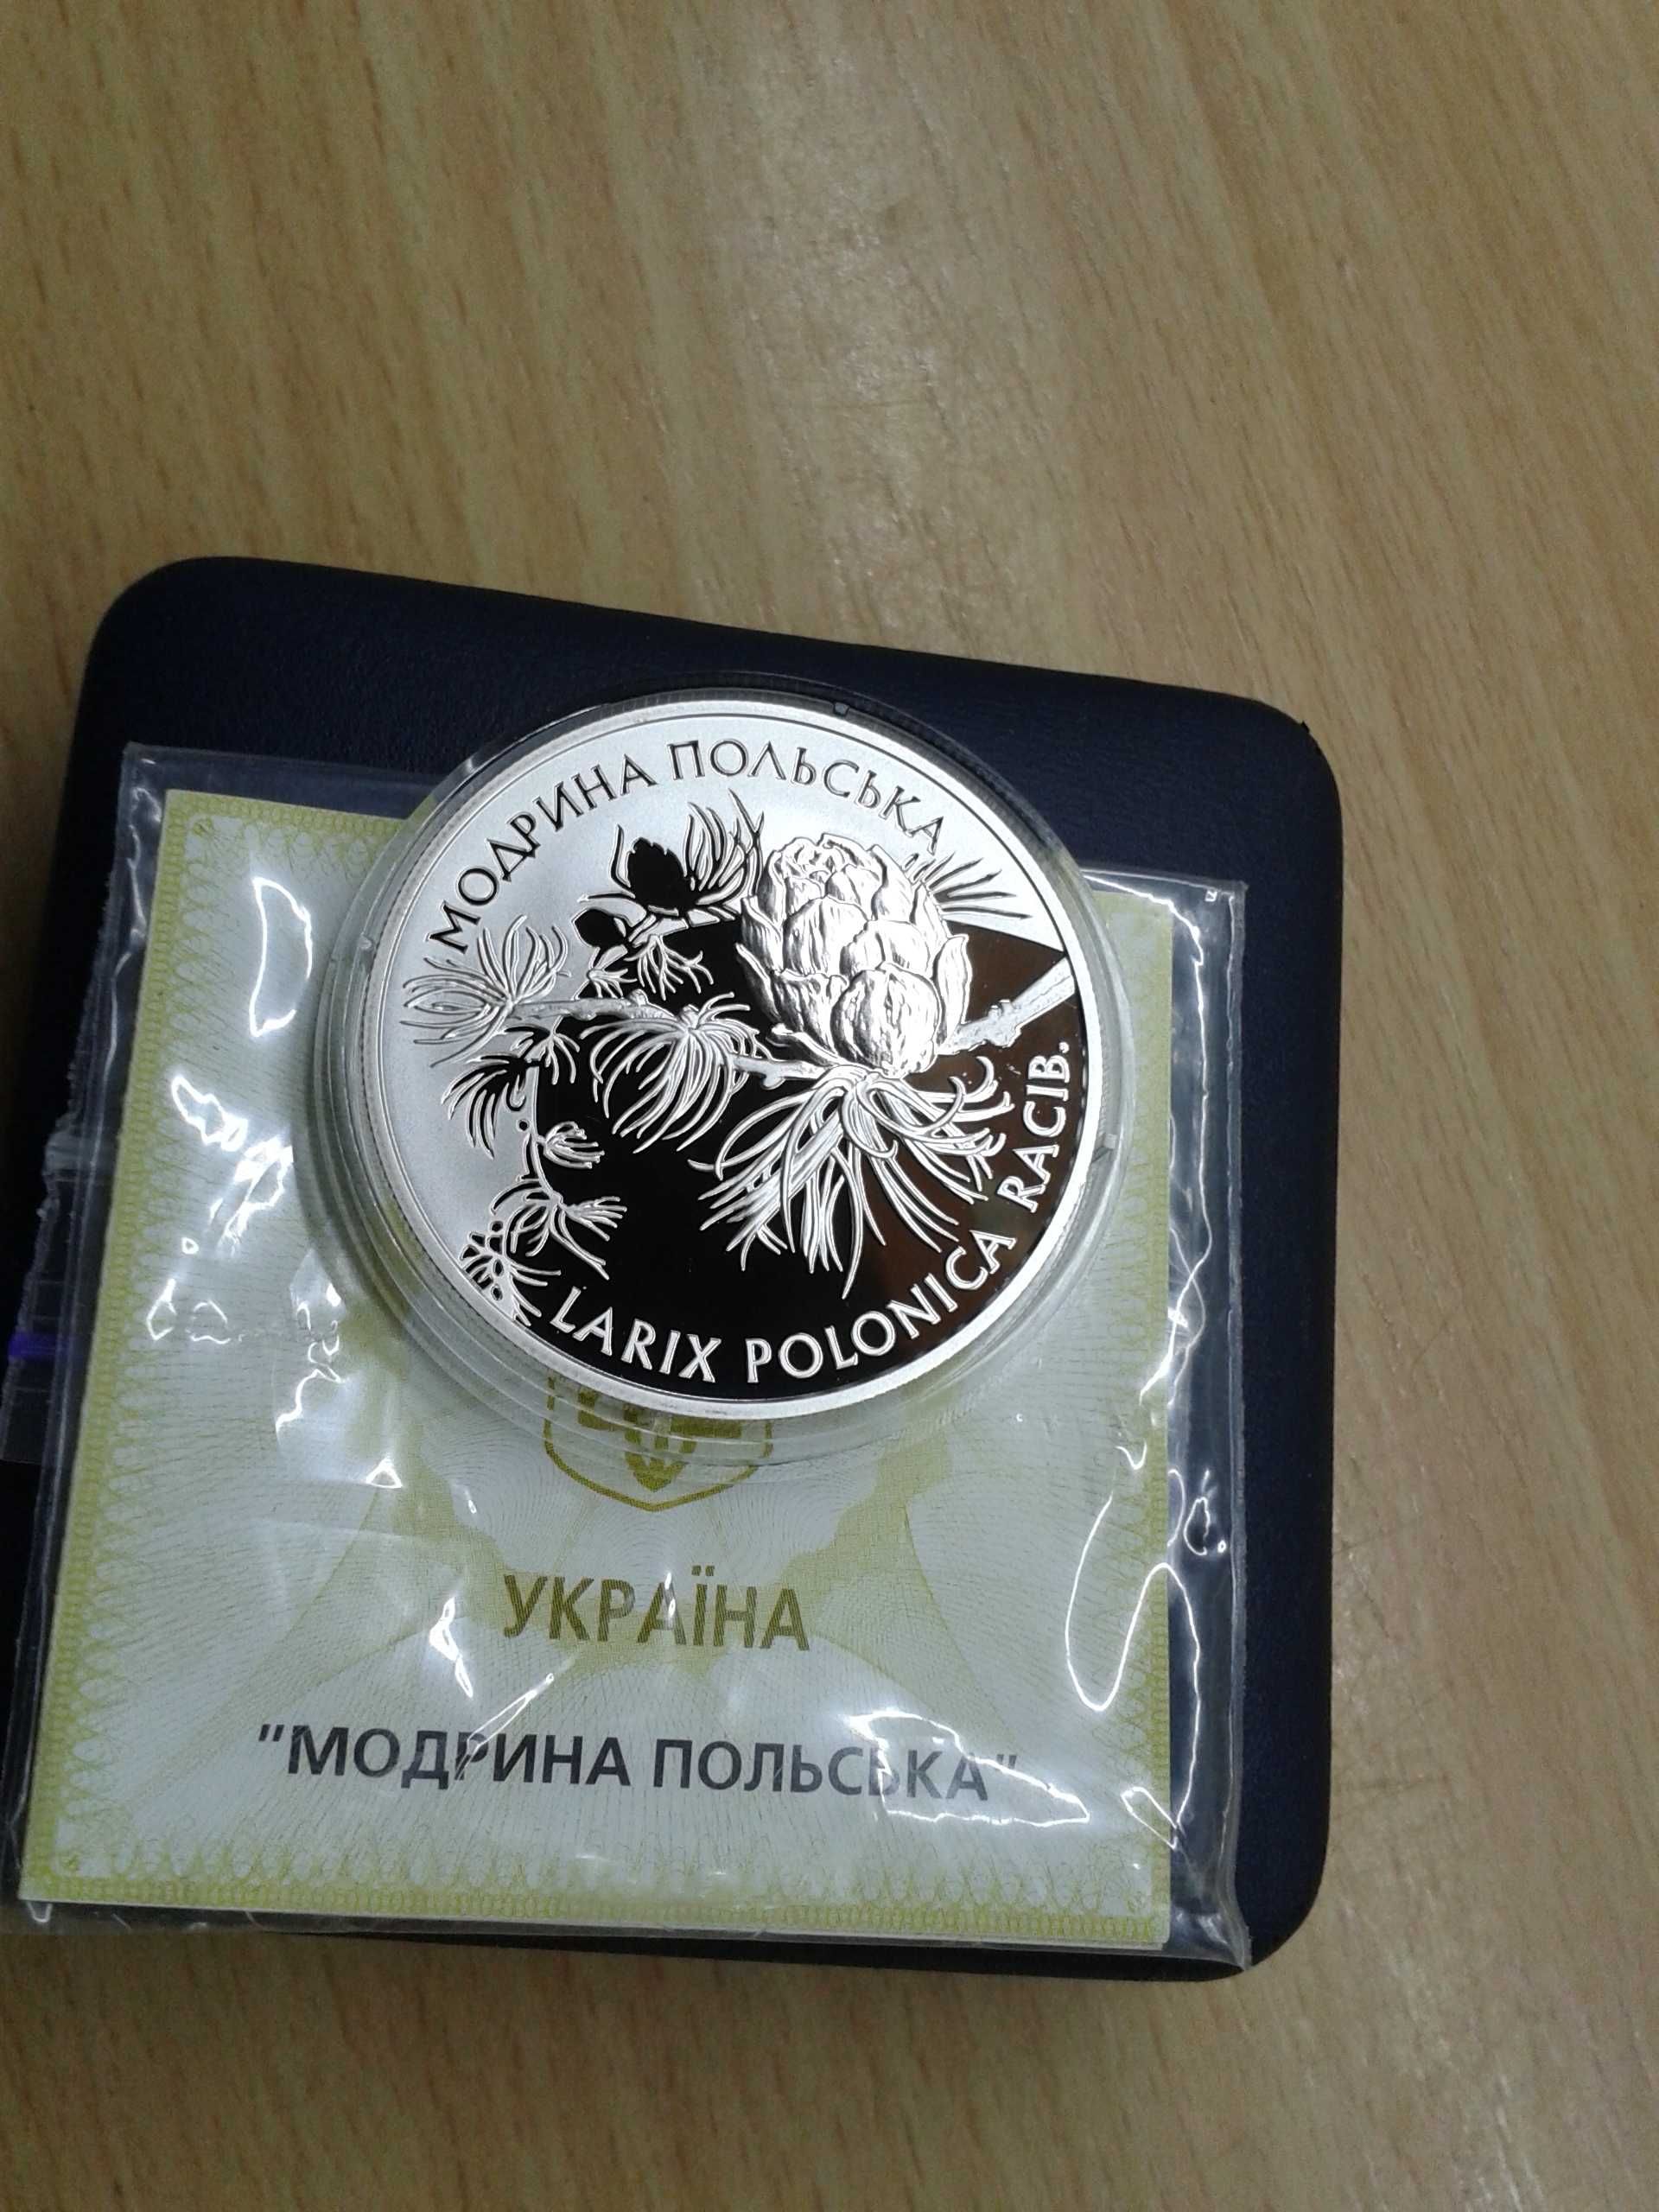 МОДРИНА ПОЛЬСЬКА
LARIX POLONICA RACIB.
УКРАЇНА
"МОДРИНА ПОЛЬСЬКА"